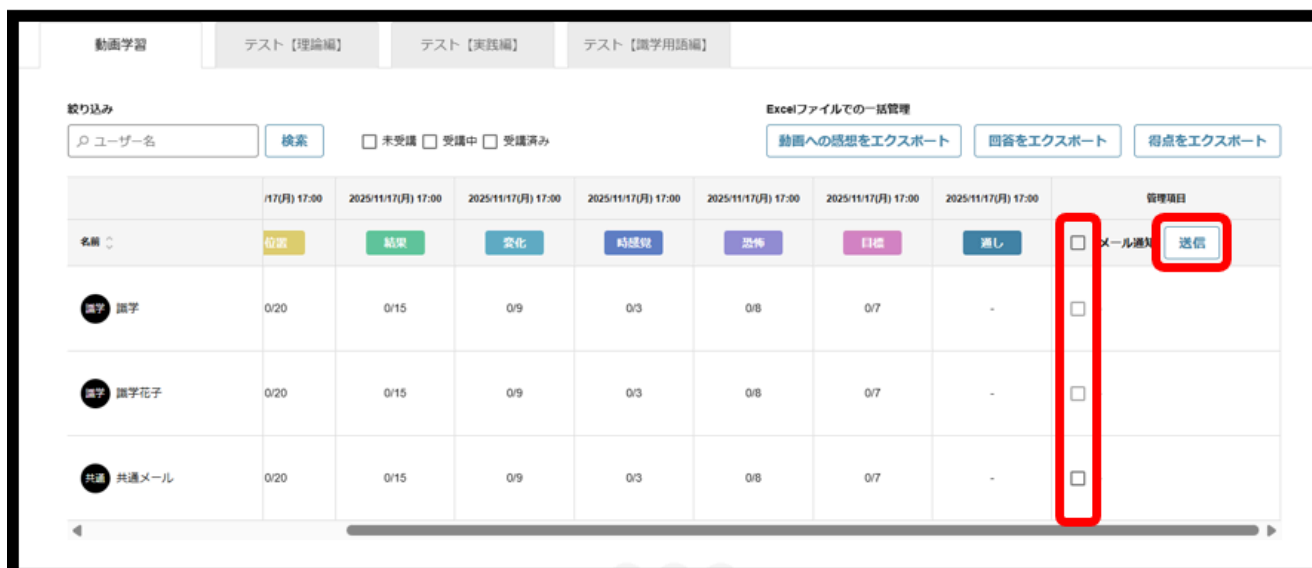 動画学習 テスト【理論編】 テスト【実践編】 テスト【識学用語編】
絞り込み Excelファイルでの一括管理
ユーザー名 検索 未受講 受講中 受講済み 動画への感想をエクスポート 回答をエクスポート 得点をエクスポート
/17(月) 17:00 2025/11/17(月) 17:00 2025/11/17(月) 17:00 2025/11/17(月) 17:00 2025/11/17(月) 17:00 2025/11/17(月) 17:00 2025/11/17(月) 17:00 管理項目
名前 位置 結果 変化 時感覚 恐怖 目標 通し メール通知 送信
識学 識学 0/20 0/15 0/9 0/3 0/8 0/7 -
識学 識学花子 0/20 0/15 0/9 0/3 0/8 0/7 -
共通 共通メール 0/20 0/15 0/9 0/3 0/8 0/7 -